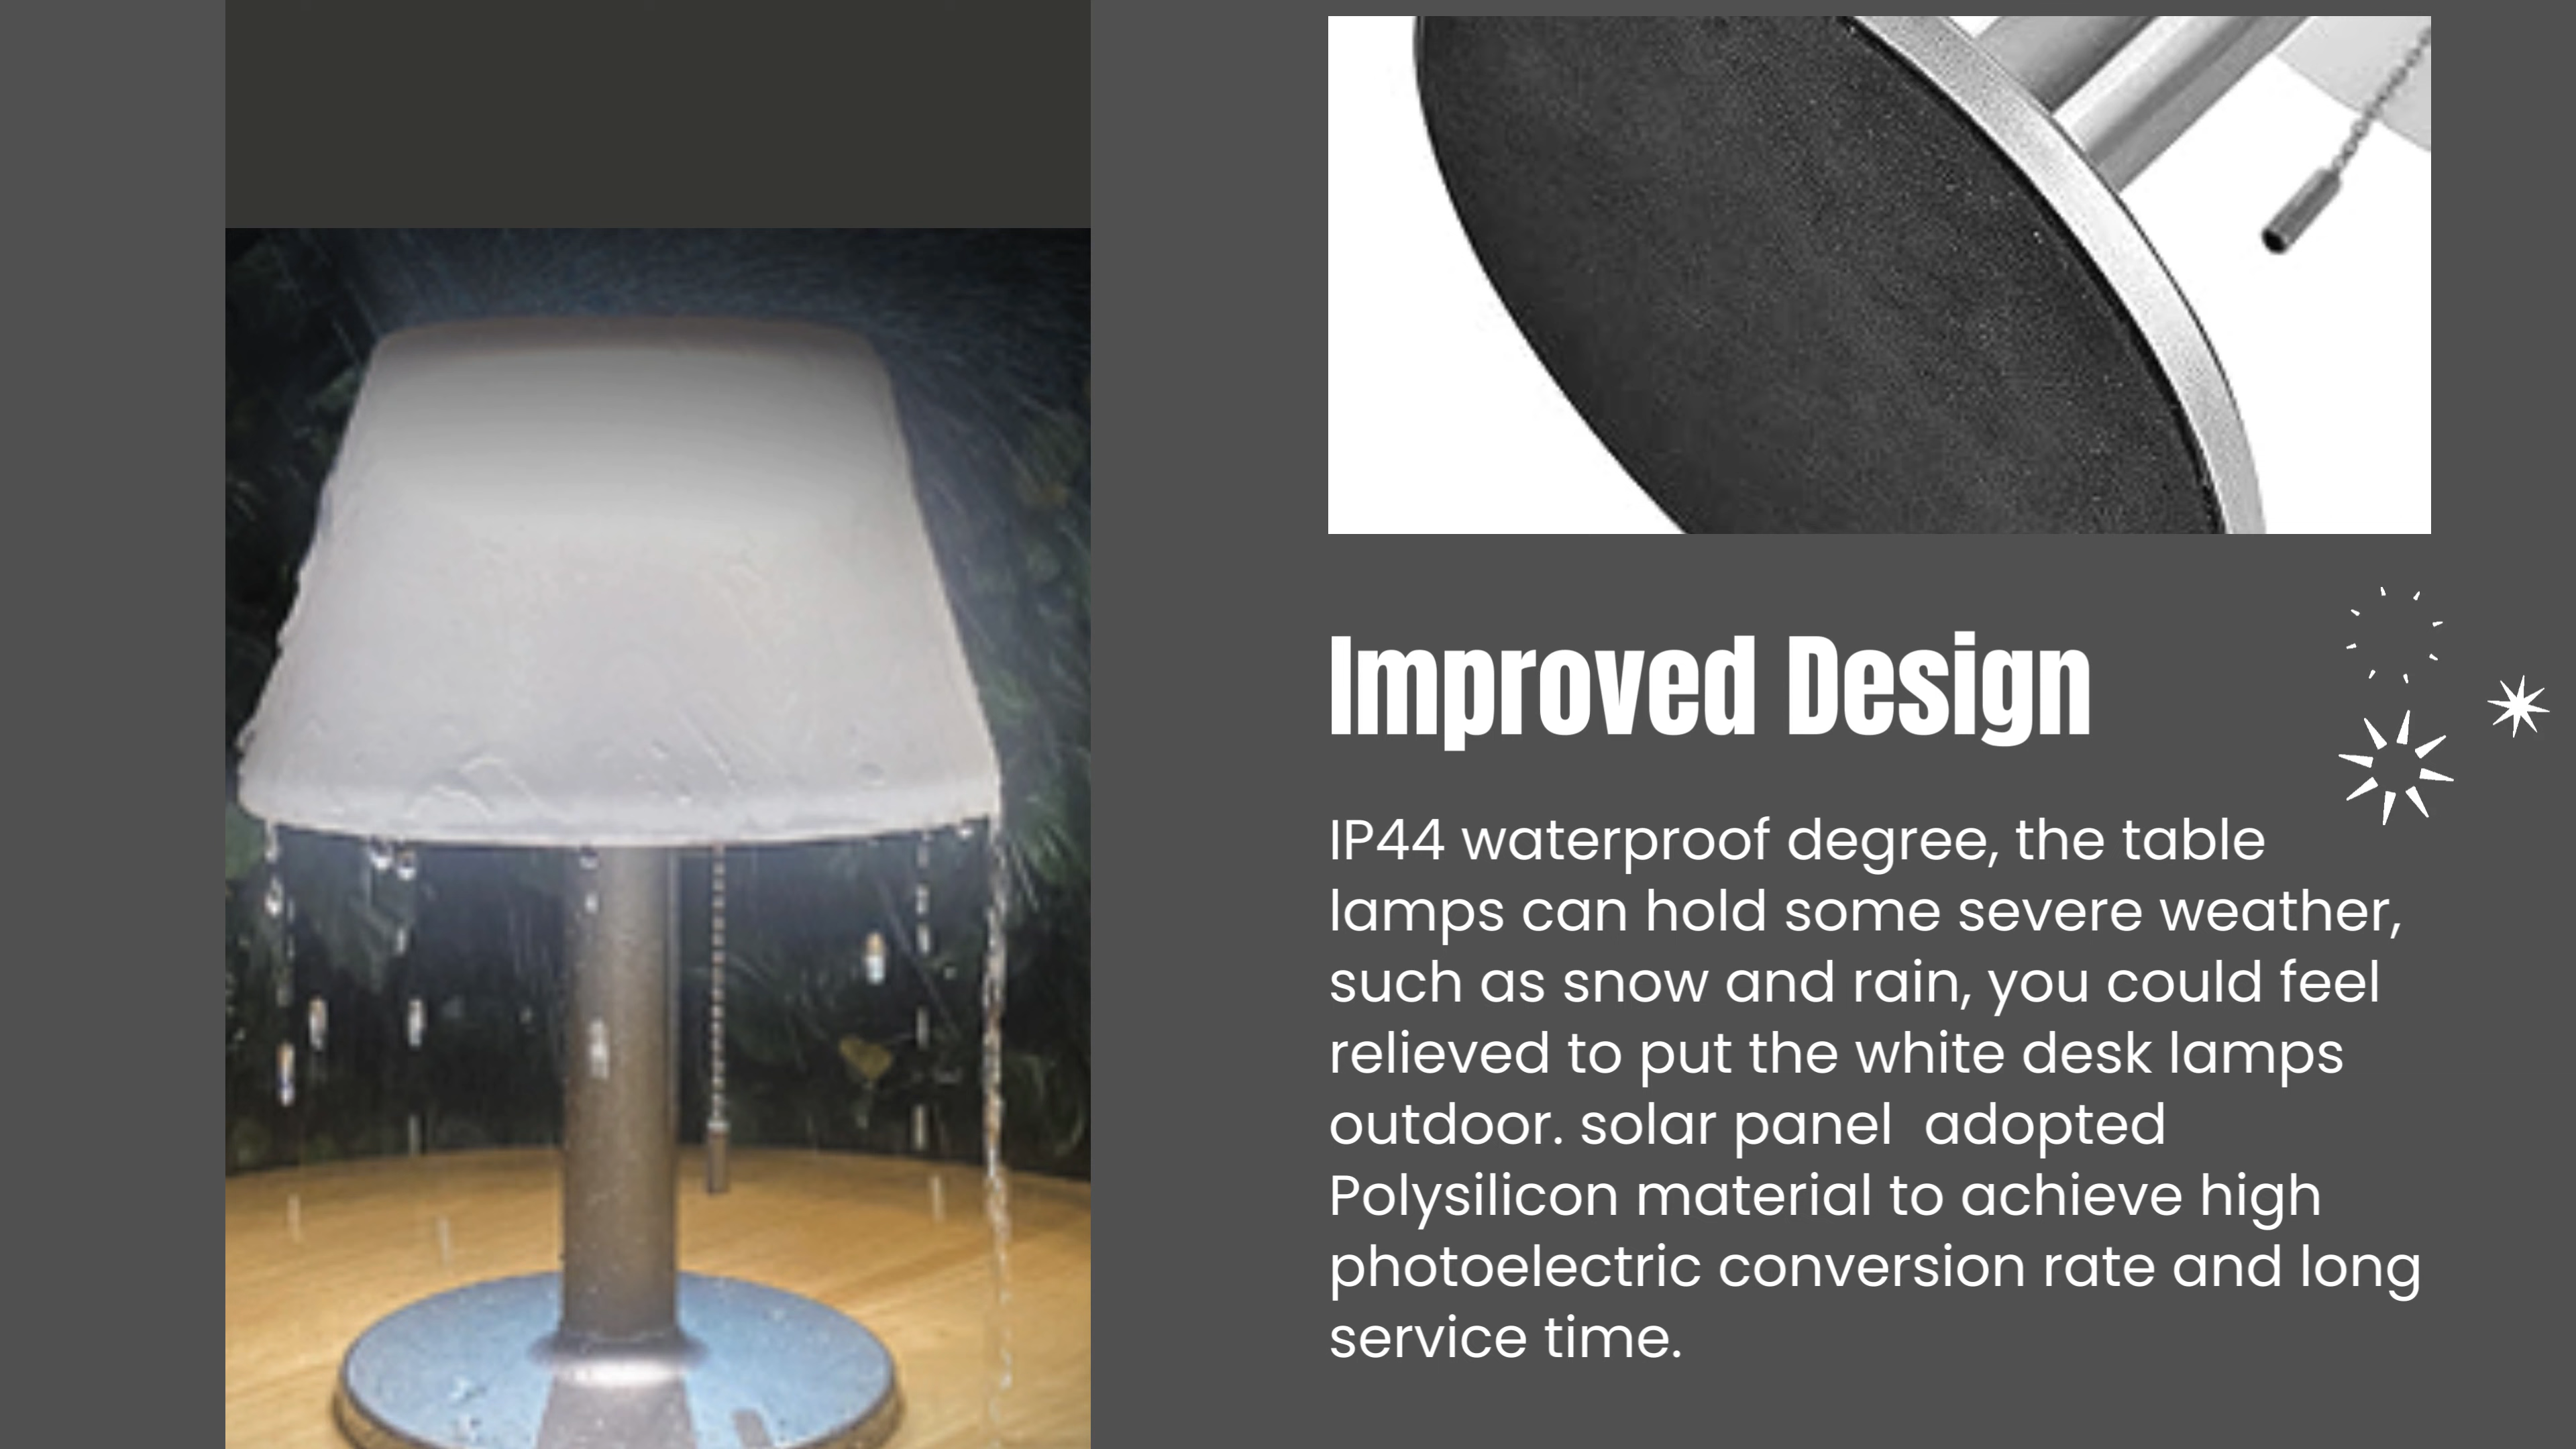 Improved Design
IP44 waterproof degree, the table
lamps can hold some severe weather,
such as snow and rain, you could feel
relieved to put the white desk lamps
outdoor. solar panel  adopted
Polysilicon material to achieve high
photoelectric conversion rate and long
service time.